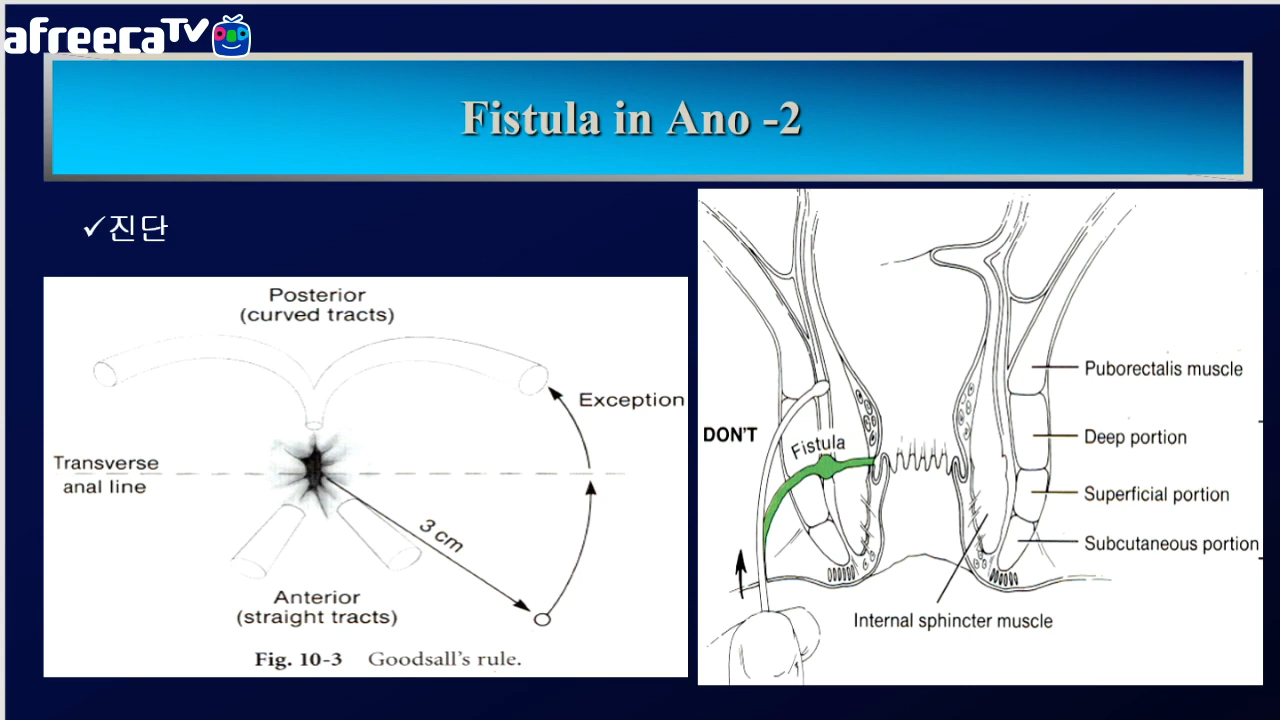 afreecaTV
Fistula in Ano -2
✓진단
Posterior
(curved tracts)
Exception
Transverse
anal line
3 cm
Anterior
(straight tracts)
Fig. 10-3 Goodsall's rule.
DON'T
Fistula
Puborectalis muscle
Deep portion
Superficial portion
Subcutaneous portion
Internal sphincter muscle